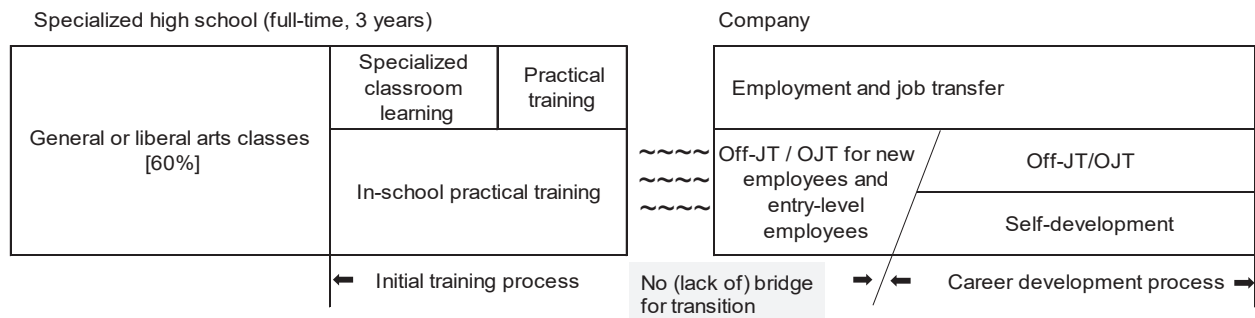 Specialized high school (full-time, 3 years)
Company
General or liberal arts classes
[60%]
Specialized
classroom
learning
Practical
training
In-school practical training
~~~~
~~~~
~~~~
Employment and job transfer
Off-JT / OJT for new
employees and
entry-level
employees
Off-JT/OJT
Self-development
Initial training process
No (lack of) bridge
for transition
Career development process